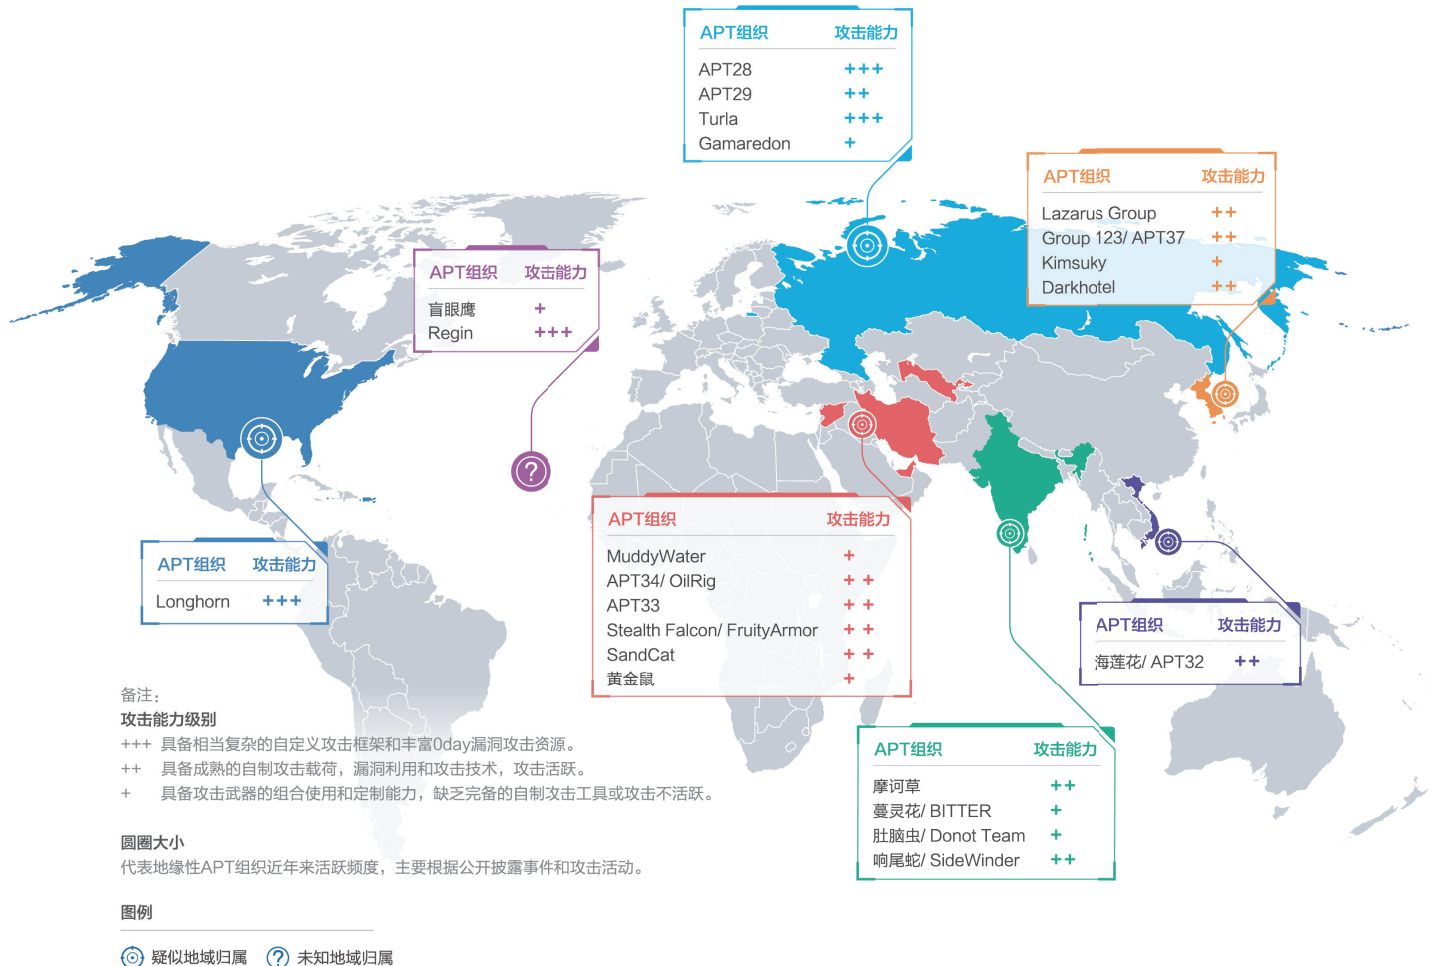 APT组织 攻击能力
APT28 +++
APT29 ++
Turla +++
Gamaredon +
APT组织 攻击能力
Lazarus Group ++
Group 123/ APT37 ++
Kimsuky +
Darkhotel ++
APT组织 攻击能力
盲眼鹰 +
Regin +++
?
APT组织 攻击能力
Longhorn +++
APT组织 攻击能力
MuddyWater +
APT34/ OilRig ++
APT33 ++
Stealth Falcon/ FruityArmor ++
SandCat ++
黄金鼠 +
APT组织 攻击能力
海莲花/ APT32 ++
APT组织 攻击能力
摩诃草 ++
蔓灵花/ BITTER +
肚脑虫/ Donot Team +
响尾蛇/ SideWinder ++
备注：
攻击能力级别
+++ 具备相当复杂的自定义攻击框架和丰富0day漏洞攻击资源。
++ 具备成熟的自制攻击载荷，漏洞利用和攻击技术，攻击活跃。
+ 具备攻击武器的组合使用和定制能力，缺乏完备的自制攻击工具或攻击不活跃。
圆圈大小
代表地缘性APT组织近年来活跃频度，主要根据公开披露事件和攻击活动。
图例
疑似地域归属 ? 未知地域归属